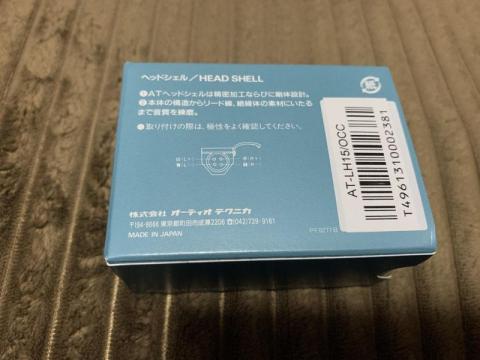 ヘッドシェル/HEAD SHELL
❶ATヘッドシェルは精密加工ならびに剛体設計。
❷本体の構造からリード線、絶縁体の素材にいたる
まで音質を練磨。
●取り付けの際は、極性をよく確認してください。
株式会社 オーディオ テクニカ
〒194-8666 東京都町田市成瀬2206 ☎(042)739-9161
MADE IN JAPAN
AT-LH15/OCC
T4961310002381